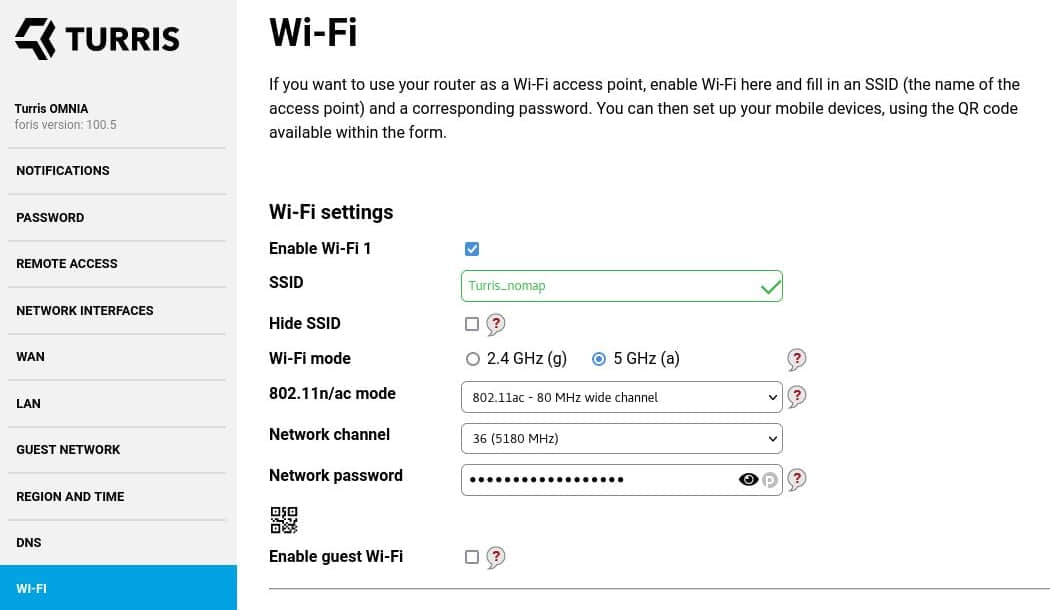 TURRIS
Turris OMNIA
foris version: 100.5
NOTIFICATIONS
PASSWORD
REMOTE ACCESS
NETWORK INTERFACES
WAN
LAN
GUEST NETWORK
REGION AND TIME
DNS
WI-FI
Wi-Fi
If you want to use your router as a Wi-Fi access point, enable Wi-Fi here and fill in an SSID (the name of the
access point) and a corresponding password. You can then set up your mobile devices, using the QR code
available within the form.
Wi-Fi settings
Enable Wi-Fi 1
SSID
Turris_nomap
Hide SSID
?
Wi-Fi mode
2.4 GHz (g)
5 GHz (a)
?
802.11n/ac mode
802.11ac - 80 MHz wide channel
?
Network channel
36 (5180 MHz)
Network password
••••••••••••••••••
?
Enable guest Wi-Fi
?